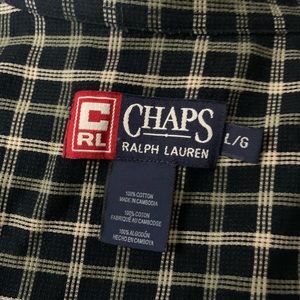 C
RL
CHAPS
RALPH LAUREN
L/G
100% COTTON
MADE IN CAMBODIA
100% COTON
FABRIQUÉ AU CAMBODGE
100% ALGODÓN
HECHO EN CAMBOYA